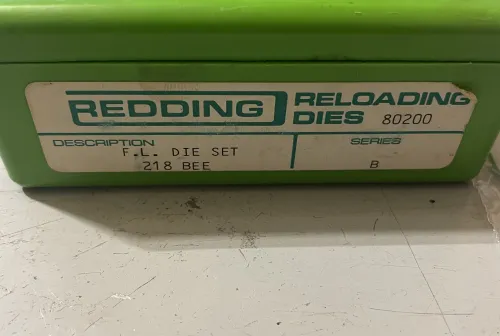 REDDING RELOADING
DIES 80200
DESCRIPTION SERIES
F.L. DIE SET
218 BEE B